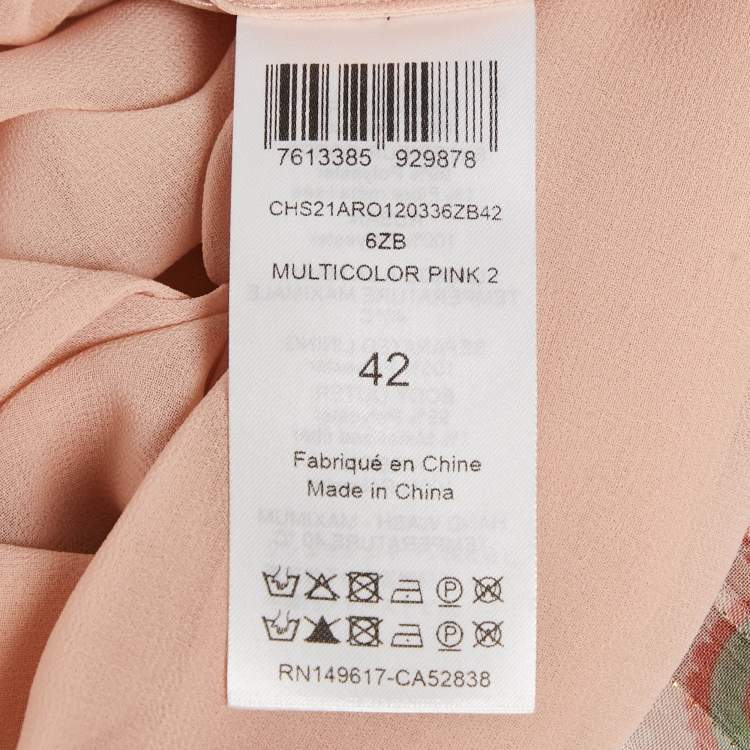 7613385 929878
CHS21ARO120336ZB42
6ZB
MULTICOLOR PINK 2
42
Fabriqué en Chine
Made in China
RN149617-CA52838